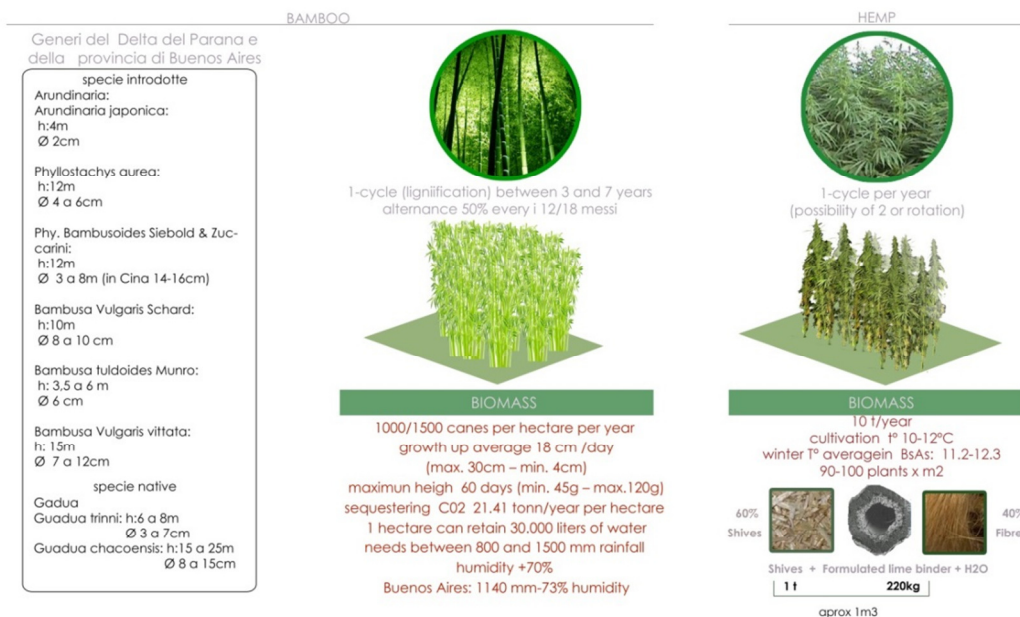 BAMBOO
Generi del Delta del Parana e
della provincia di Buenos Aires
specie introdotte
Arundinaria:
Arundinaria japonica:
h:4m
Ø 2cm
Phyllostachys aurea:
h:12m
Ø 4 a 6cm
Phy. Bambusoides Siebold & Zuc-
carini:
h:12m
Ø 3 a 8m (in Cina 14-16cm)
Bambusa Vulgaris Schard:
h:10m
Ø 8 a 10 cm
Bambusa tuldoides Munro:
h: 3,5 a 6 m
Ø 6 cm
Bambusa Vulgaris vittata:
h: 15m
Ø 7 a 12cm
specie native
Gadua
Guadua trinni: h:6 a 8m
Ø 3 a 7cm
Guadua chacoensis: h:15 a 25m
Ø 8 a 15cm
1-cycle (ligniification) between 3 and 7 years
alternance 50% every i 12/18 messi
BIOMASS
1000/1500 canes per hectare per year
growth up average 18 cm /day
(max. 30cm – min. 4cm)
maximun heigh 60 days (min. 45g – max.120g)
sequestering C02 21.41 tonn/year per hectare
1 hectare can retain 30.000 liters of water
needs between 800 and 1500 mm rainfall
humidity +70%
Buenos Aires: 1140 mm-73% humidity
HEMP
1-cycle per year
(possibility of 2 or rotation)
BIOMASS
10 t/year
cultivation tº 10-12ºC
winter Tº averagein BsAs: 11.2-12.3
90-100 plants x m2
60%
Shives
40%
Fibre
Shives + Formulated lime binder + H2O
1 t 220kg
aprox 1m3